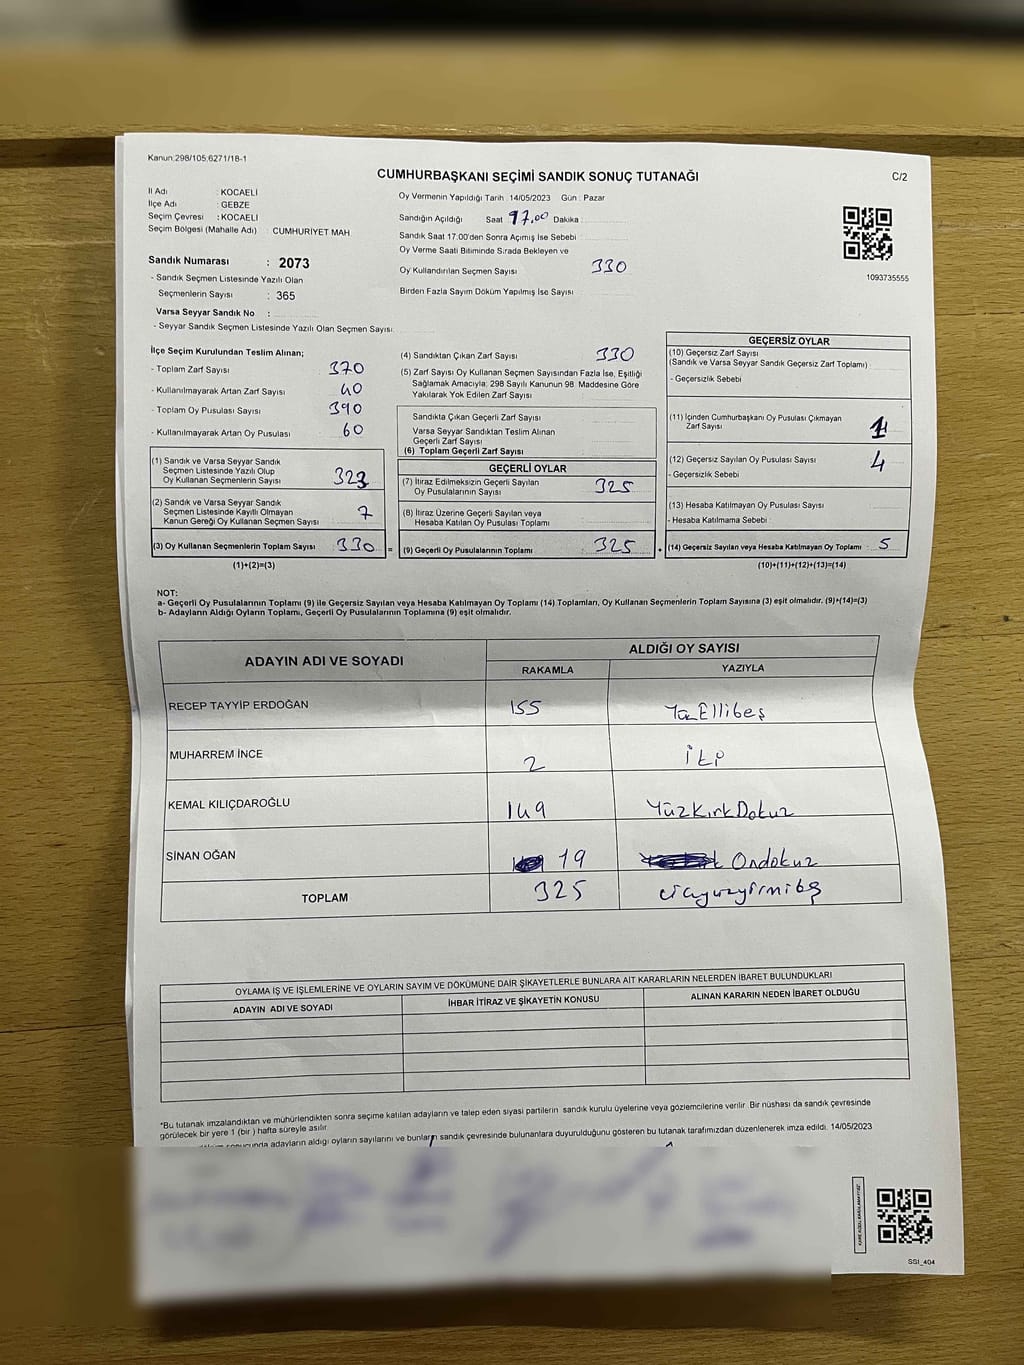 Kanun 298/105;6271/18-1
CUMHURBAŞKANI SEÇİMİ SANDIK SONUÇ TUTANAĞI
C/2
İl Adı : KOCAELİ
İlçe Adı : GEBZE
Seçim Çevresi : KOCAELİ
Seçim Bölgesi (Mahalle Adı) : CUMHURİYET MAH
Sandık Numarası : 2073
- Sandık Seçmen Listesinde Yazılı Olan
Seçmenlerin Sayısı : 365
Varsa Seyyar Sandık No :
- Seyyar Sandık Seçmen Listesinde Yazılı Olan Seçmen Sayısı:
Oy Vermenin Yapıldığı Tarih :14/05/2023 Gün : Pazar
Sandığın Açıldığı Saat 17,00 Dakika :
Sandık Saat 17:00'den Sonra Açımış İse Sebebi :
Oy Verme Saati Bitiminde Sırada Bekleyen ve
Oy Kullandırılan Seçmen Sayısı 330
Birden Fazla Sayım Döküm Yapılmış İse Sayısı
1093735555
İlçe Seçim Kurulundan Teslim Alınan;
- Toplam Zarf Sayısı 370
- Kullanılmayarak Artan Zarf Sayısı 40
- Toplam Oy Pusulası Sayısı 390
- Kullanılmayarak Artan Oy Pusulası 60
(1) Sandık ve Varsa Seyyar Sandık
Seçmen Listesinde Yazılı Olup
Oy Kullanan Seçmenlerin Sayısı 323
(2) Sandık ve Varsa Seyyar Sandık
Seçmen Listesinde Kayıtlı Olmayan
Kanun Gereği Oy Kullanan Seçmen Sayısı 7
(3) Oy Kullanan Seçmenlerin Toplam Sayısı 330 =
(1)+(2)=(3)
(4) Sandıktan Çıkan Zarf Sayısı 330
(5) Zarf Sayısı Oy Kullanan Seçmen Sayısından Fazla İse, Eşitliği
Sağlamak Amacıyla; 298 Sayılı Kanunun 98. Maddesine Göre
Yakılarak Yok Edilen Zarf Sayısı
Sandıkta Çıkan Geçerli Zarf Sayısı
Varsa Seyyar Sandıktan Teslim Alınan
Geçerli Zarf Sayısı
(6) Toplam Geçerli Zarf Sayısı
GEÇERLİ OYLAR
(7) İtiraz Edilmeksizin Geçerli Sayılan
Oy Pusulalarının Sayısı 325
(8) İtiraz Üzerine Geçerli Sayılan veya
Hesaba Katılan Oy Pusulası Toplamı
(9) Geçerli Oy Pusulalarının Toplamı 325 +
GEÇERSİZ OYLAR
(10) Geçersiz Zarf Sayısı
(Sandık ve Varsa Seyyar Sandık Geçersiz Zarf Toplamı)
- Geçersizlik Sebebi
(11) İçinden Cumhurbaşkanı Oy Pusulası Çıkmayan
Zarf Sayısı 1
(12) Geçersiz Sayılan Oy Pusulası Sayısı 4
- Geçersizlik Sebebi
(13) Hesaba Katılmayan Oy Pusulası Sayısı
- Hesaba Katılmama Sebebi
(14) Geçersiz Sayılan veya Hesaba Katılmayan Oy Toplamı : 5
(10)+(11)+(12)+(13)=(14)
NOT:
a- Geçerli Oy Pusulalarının Toplamı (9) ile Geçersiz Sayılan veya Hesaba Katılmayan Oy Toplamı (14) Toplamları, Oy Kullanan Seçmenlerin Toplam Sayısına (3) eşit olmalıdır. (9)+(14)=(3)
b- Adayların Aldığı Oyların Toplamı, Geçerli Oy Pusulalarının Toplamına (9) eşit olmalıdır.
ADAYIN ADI VE SOYADI
ALDIĞI OY SAYISI
RAKAMLA YAZIYLA
RECEP TAYYİP ERDOĞAN 155 YüzEllibeş
MUHARREM İNCE 2 İki
KEMAL KILIÇDAROĞLU 149 YüzKırkDokuz
SİNAN OĞAN 19 Ondokuz
TOPLAM 325
OYLAMA İŞ VE İŞLEMLERİNE VE OYLARIN SAYIM VE DÖKÜMÜNE DAİR ŞİKAYETLERLE BUNLARA AİT KARARLARIN NELERDEN İBARET BULUNDUKLARI
ADAYIN ADI VE SOYADI İHBAR İTİRAZ VE ŞİKAYETİN KONUSU ALINAN KARARIN NEDEN İBARET OLDUĞU
*Bu tutanak imzalandıktan ve mühürlendikten sonra seçime katılan adayların ve talep eden siyasi partilerin sandık kurulu üyelerine veya gözlemcilerine verilir. Bir nüshası da sandık çevresinde
görülecek bir yere 1 (bir ) hafta süreyle asılır.
sonucunda adayların aldığı oyların sayılarını ve bunların sandık çevresinde bulunanlara duyurulduğunu gösteren bu tutanak tarafımızdan düzenlenerek imza edildi. 14/05/2023
SSİ_404